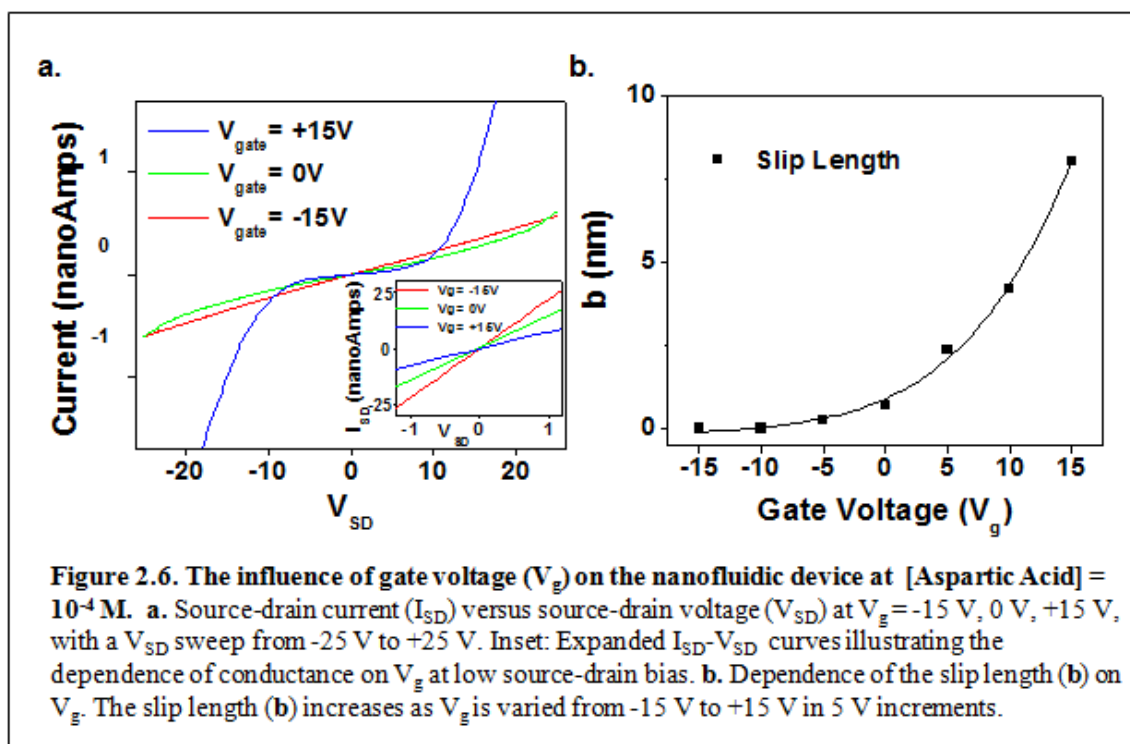 a.
b.
Current (nanoAmps)
1
0
-1
V_gate = +15V
V_gate = 0V
V_gate = -15V
-20 -10 0 10 20
V_SD
I_SD (nanoAmps)
25
0
-25
Vg= -15V
Vg= 0V
Vg= +15V
-1 0 1
V_SD
b (nm)
10
5
0
Slip Length
-15 -10 -5 0 5 10 15
Gate Voltage (V_g)
Figure 2.6. The influence of gate voltage (V_g) on the nanofluidic device at [Aspartic Acid] =
10⁻⁴ M. a. Source-drain current (I_SD) versus source-drain voltage (V_SD) at V_g = -15 V, 0 V, +15 V,
with a V_SD sweep from -25 V to +25 V. Inset: Expanded I_SD-V_SD curves illustrating the
dependence of conductance on V_g at low source-drain bias. b. Dependence of the slip length (b) on
V_g. The slip length (b) increases as V_g is varied from -15 V to +15 V in 5 V increments.